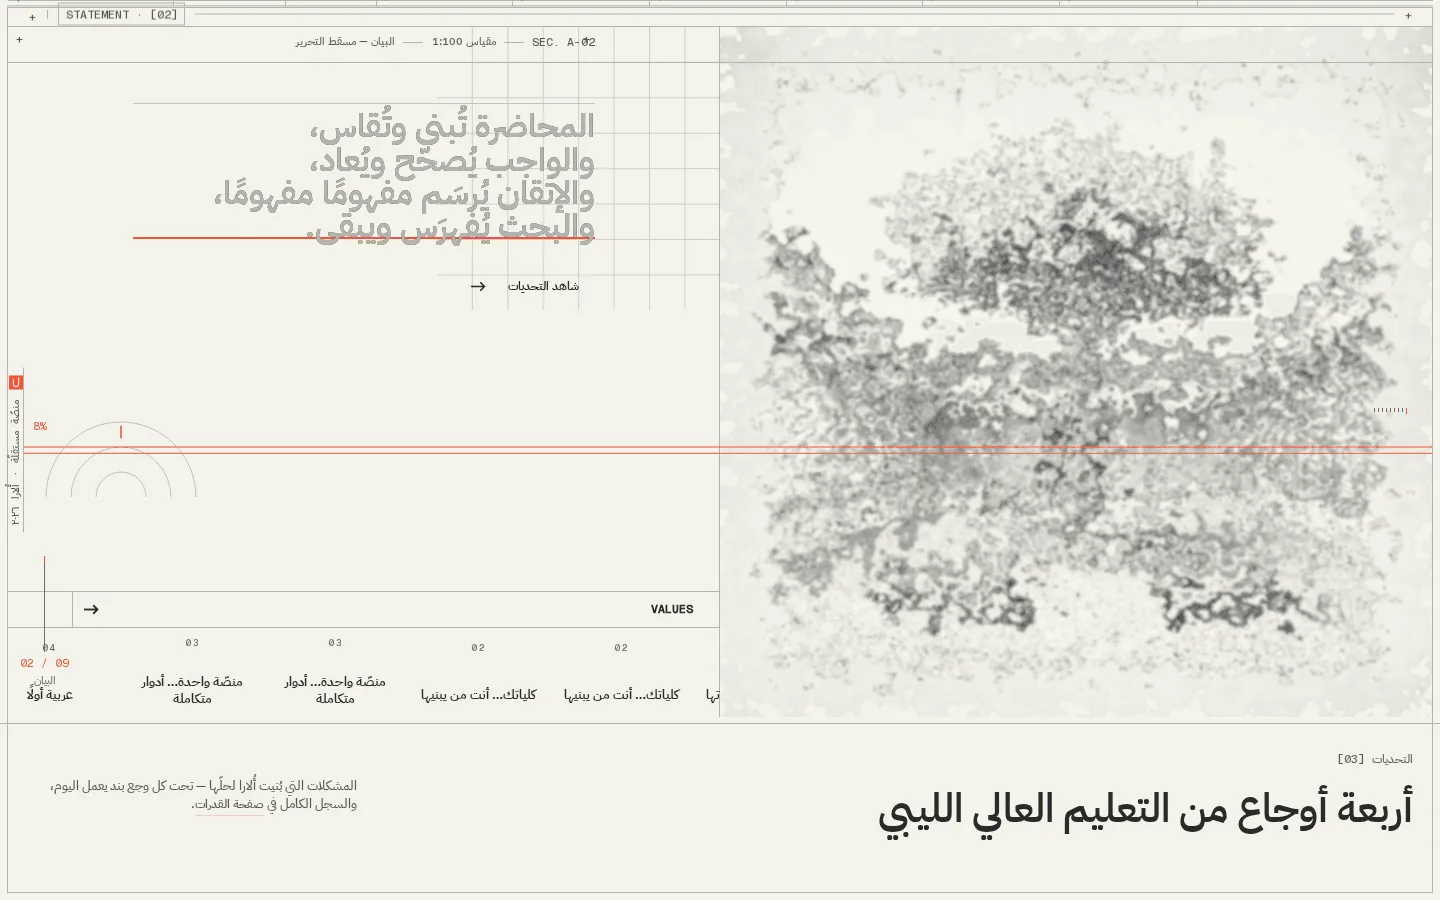 STATEMENT · [02]
البيان — مسقط التحرير — مقياس 1:100 — SEC. A-02
المحاضرة تُبنى وتُقاس،
والواجب يُصحّح ويُعاد،
والإتقان يُرسَم مفهومًا مفهومًا،
والبحث يُفهرَس ويبقى.
شاهد التحديات →
منصّة مستقلّة · ألارا ٢٠٢٦
8%
→ VALUES
02
كلياتك... أنت من يبنيها
02
كلياتك... أنت من يبنيها
03
منصّة واحدة... أدوار
متكاملة
03
منصّة واحدة... أدوار
متكاملة
04
عربية أولًا
02 / 09
البيان
التحديات [03]
أربعة أوجاع من التعليم العالي الليبي
المشكلات التي بُنيت ألارا لحلّها — تحت كل وجع بند يعمل اليوم،
والسجل الكامل في صفحة القدرات.